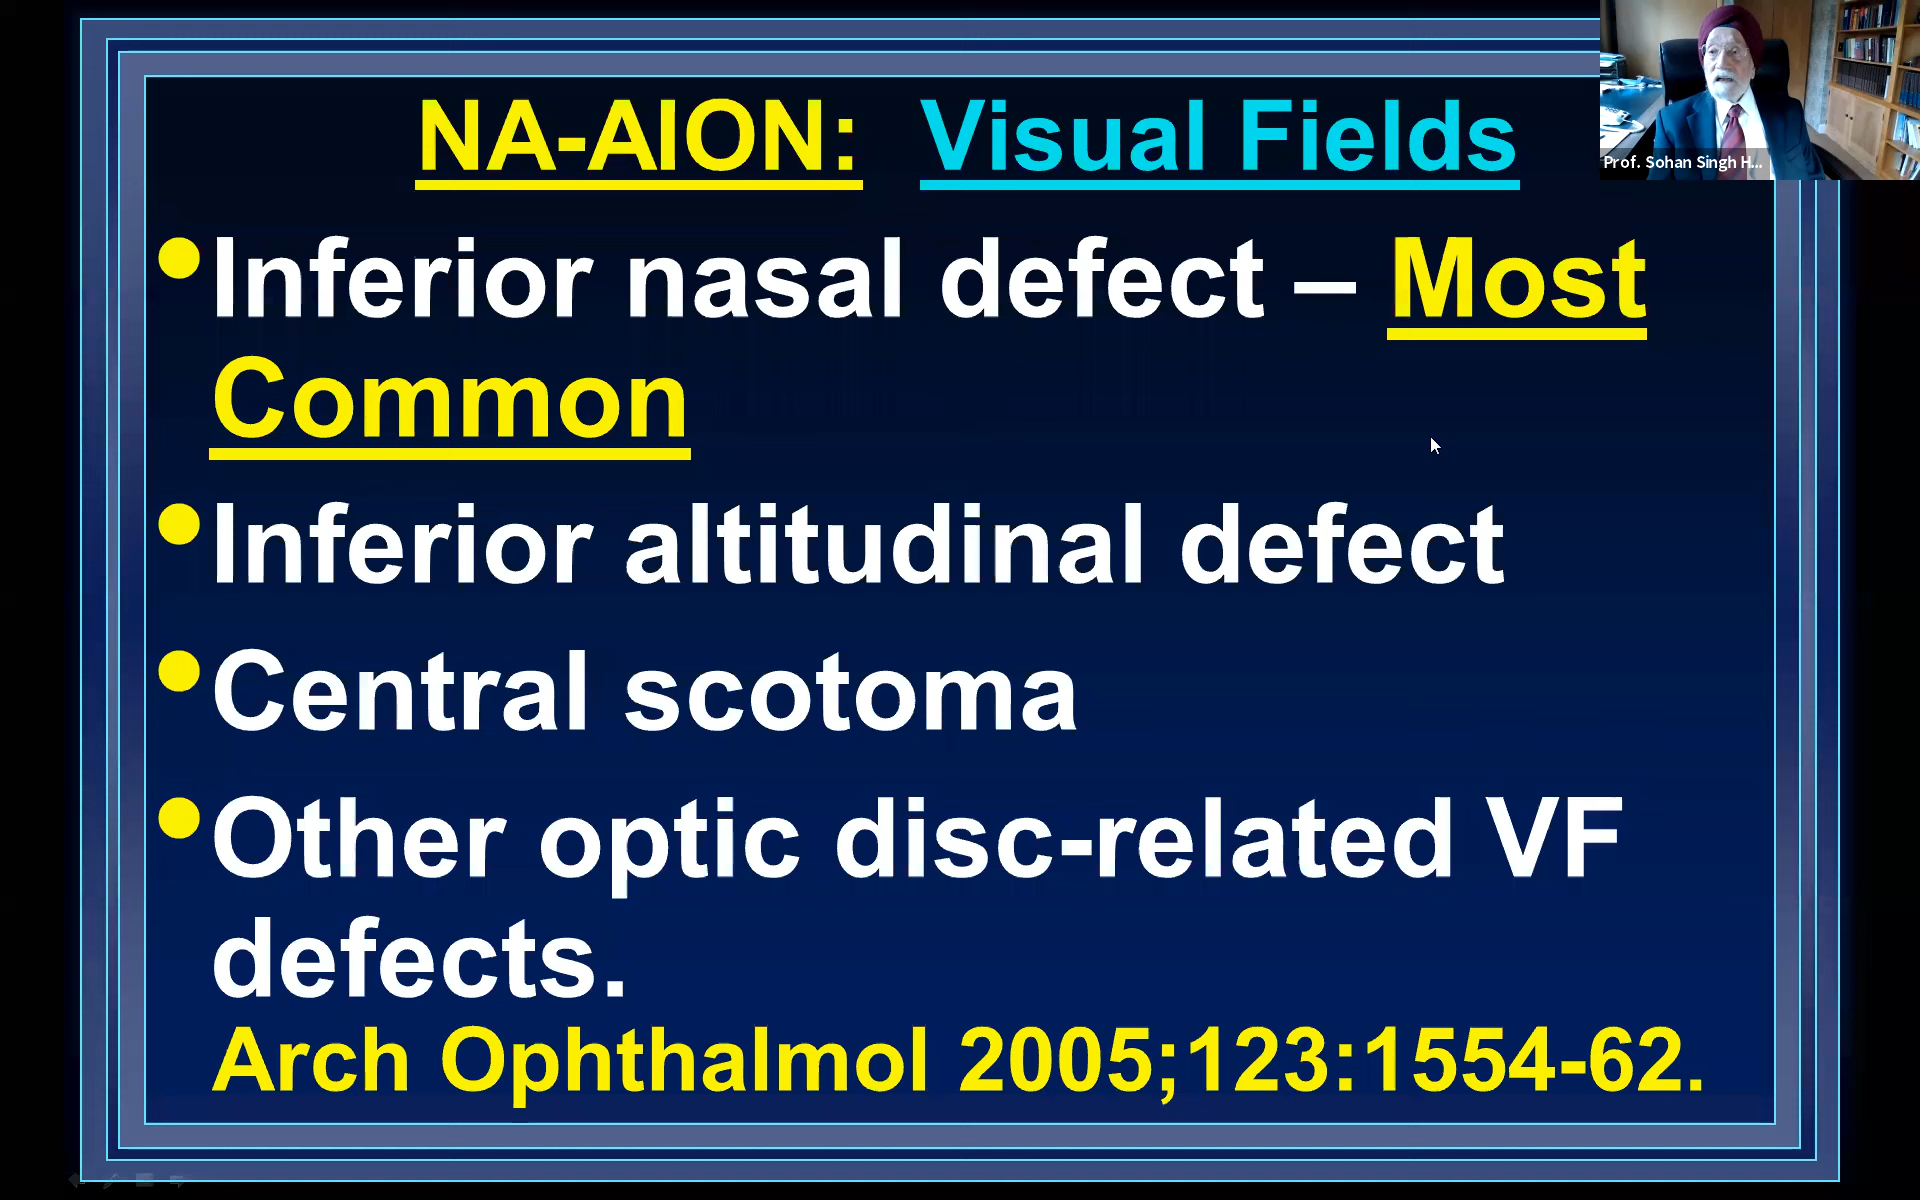 NA-AION: Visual Fields
Prof. Sohan Singh H...
•Inferior nasal defect – Most
Common
•Inferior altitudinal defect
•Central scotoma
•Other optic disc-related VF
defects.
Arch Ophthalmol 2005;123:1554-62.